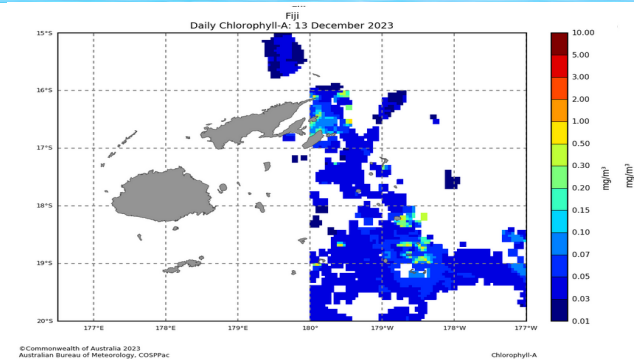 Fiji
Daily Chlorophyll-A: 13 December 2023
15°S
16°S
17°S
18°S
19°S
20°S
177°E
178°E
179°E
180°
179°W
178°W
177°W
10.00
5.00
3.00
2.00
1.00
0.50
0.30
0.20
0.15
0.10
0.07
0.05
0.03
0.01
mg/m³
mg/m³
©Commonwealth of Australia 2023
Australian Bureau of Meteorology, COSPPac
Chlorophyll-A